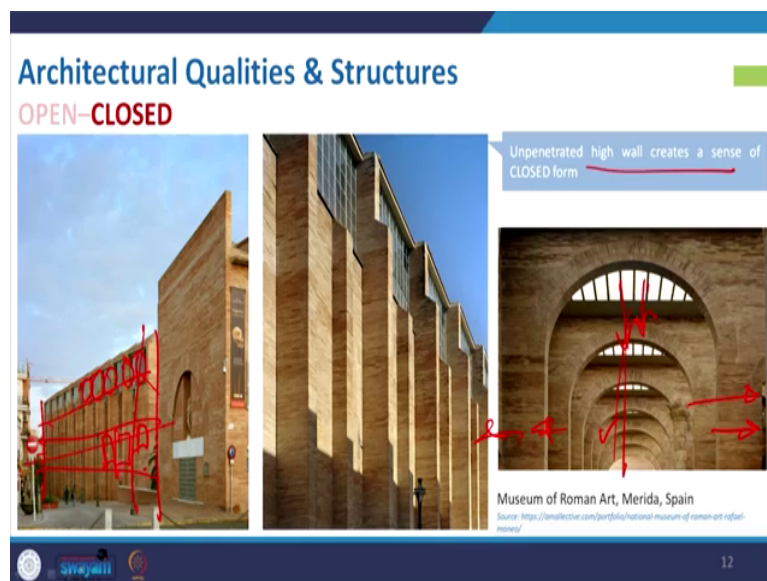 Architectural Qualities & Structures
OPEN–CLOSED
Unpenetrated high wall creates a sense of
CLOSED form
Museum of Roman Art, Merida, Spain
Source: https://amallective.com/portfolio/national-museum-of-roman-art-rafael-
moneo/
swayam
12